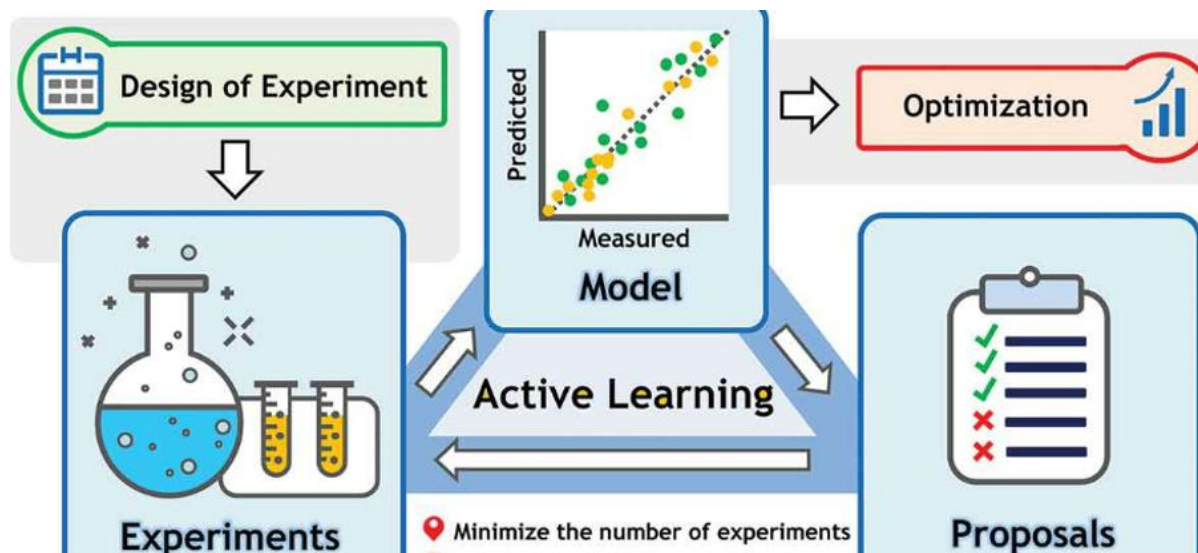 Design of Experiment
Predicted
Measured
Model
Optimization
Active Learning
Experiments
Minimize the number of experiments
Proposals